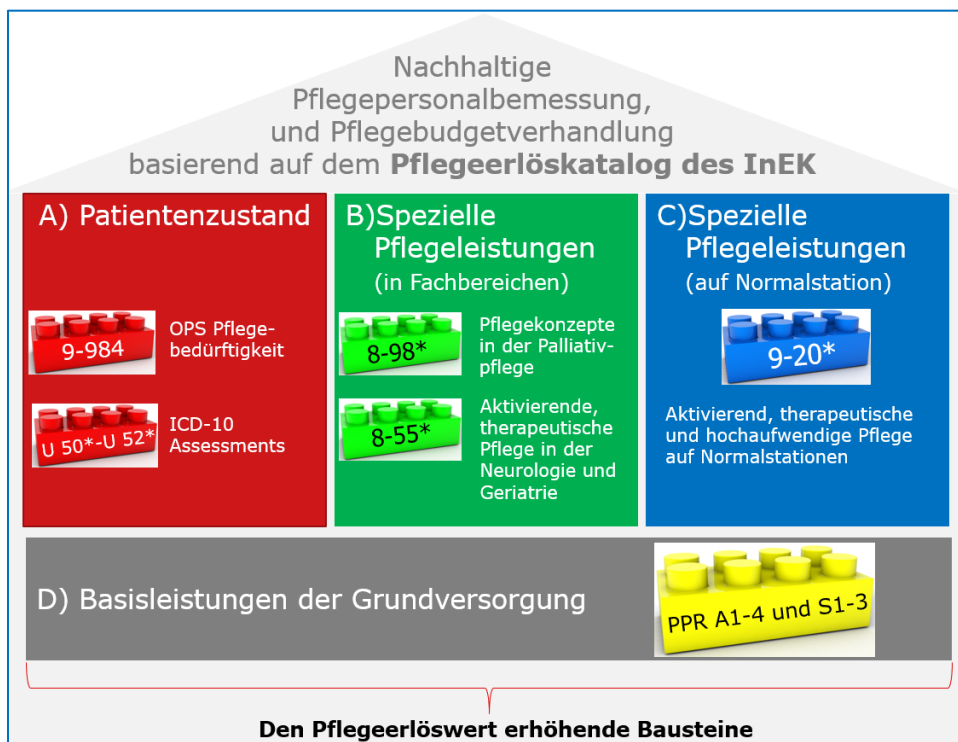 Nachhaltige
Pflegepersonalbemessung,
und Pflegebudgetverhandlung
basierend auf dem Pflegeerlöskatalog des InEK
A) Patientenzustand
9-984
OPS Pflege-
bedürftigkeit
U 50*-U 52*
ICD-10
Assessments
B)Spezielle
Pflegeleistungen
(in Fachbereichen)
8-98*
Pflegekonzepte
in der Palliativ-
pflege
8-55*
Aktivierende,
therapeutische
Pflege in der
Neurologie und
Geriatrie
C)Spezielle
Pflegeleistungen
(auf Normalstation)
9-20*
Aktivierend, therapeutische
und hochaufwendige Pflege
auf Normalstationen
D) Basisleistungen der Grundversorgung
PPR A1-4 und S1-3
Den Pflegeerlöswert erhöhende Bausteine